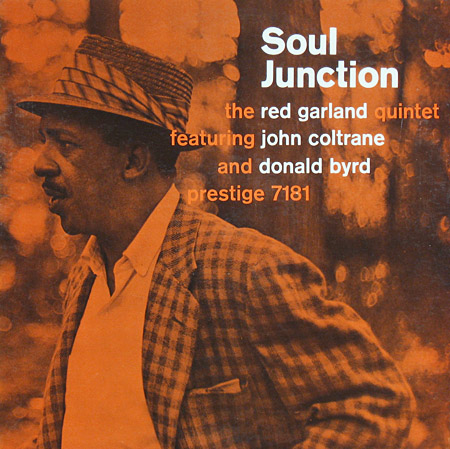 Soul
Junction
the red garland quintet
featuring john coltrane
and donald byrd
prestige 7181